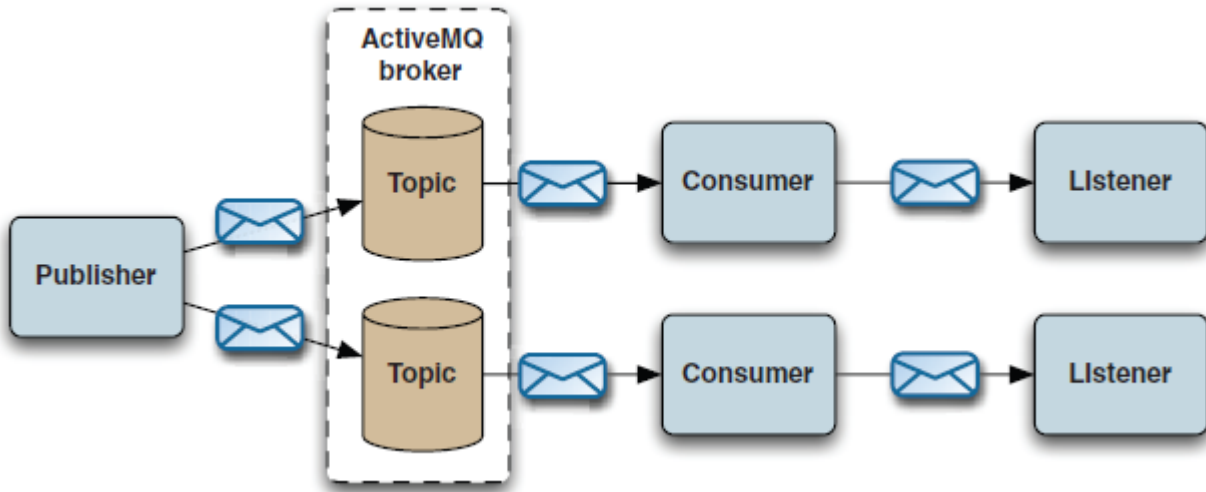 ActiveMQ
broker
Topic
Consumer
LIstener
Publisher
Topic
Consumer
LIstener